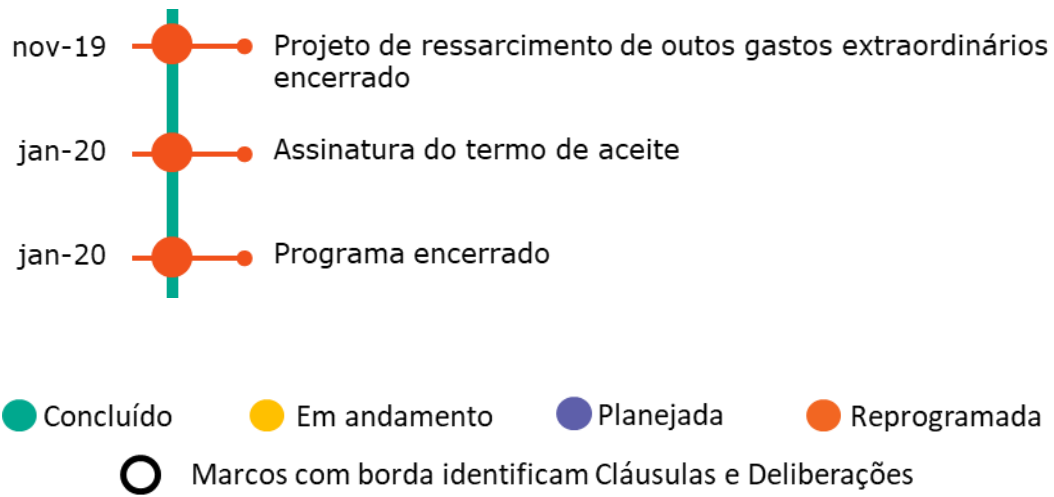 nov-19 Projeto de ressarcimento de outos gastos extraordinários
encerrado
jan-20 Assinatura do termo de aceite
jan-20 Programa encerrado
Concluído Em andamento Planejada Reprogramada
Marcos com borda identificam Cláusulas e Deliberações